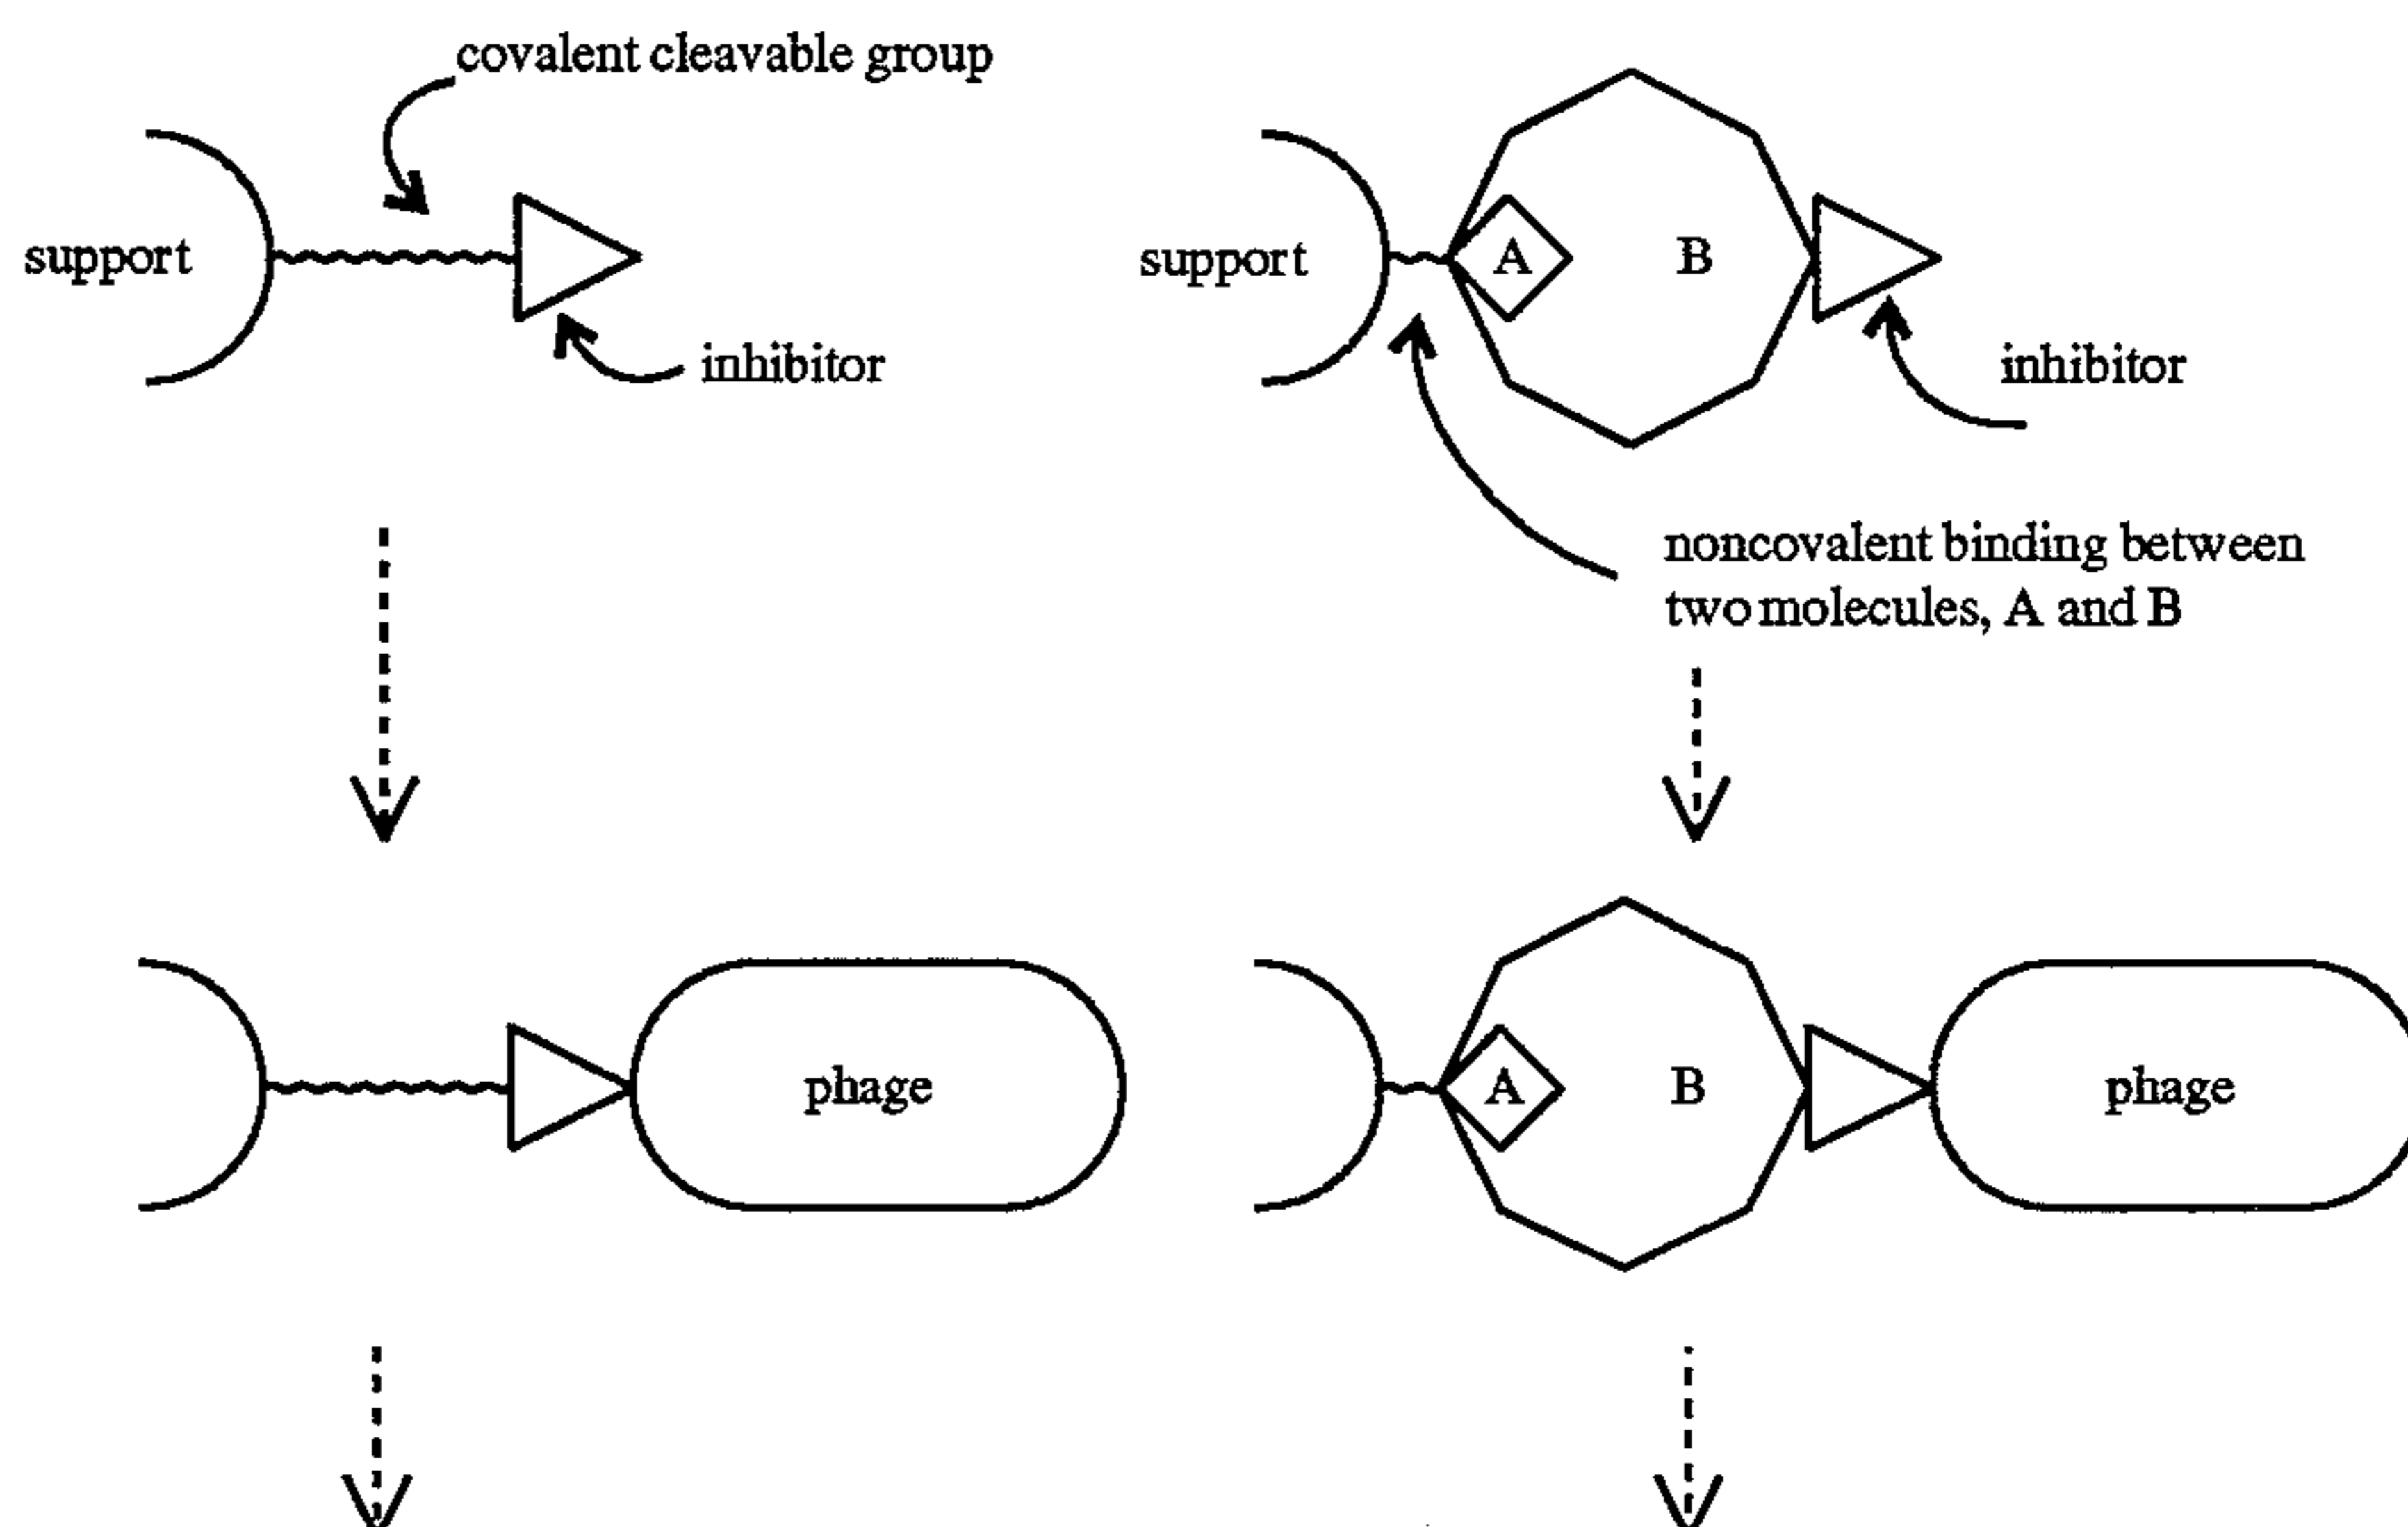 covalent cleavable group
support
inhibitor
support
A
B
inhibitor
noncovalent binding between
two molecules, A and B
phage
A
B
phage